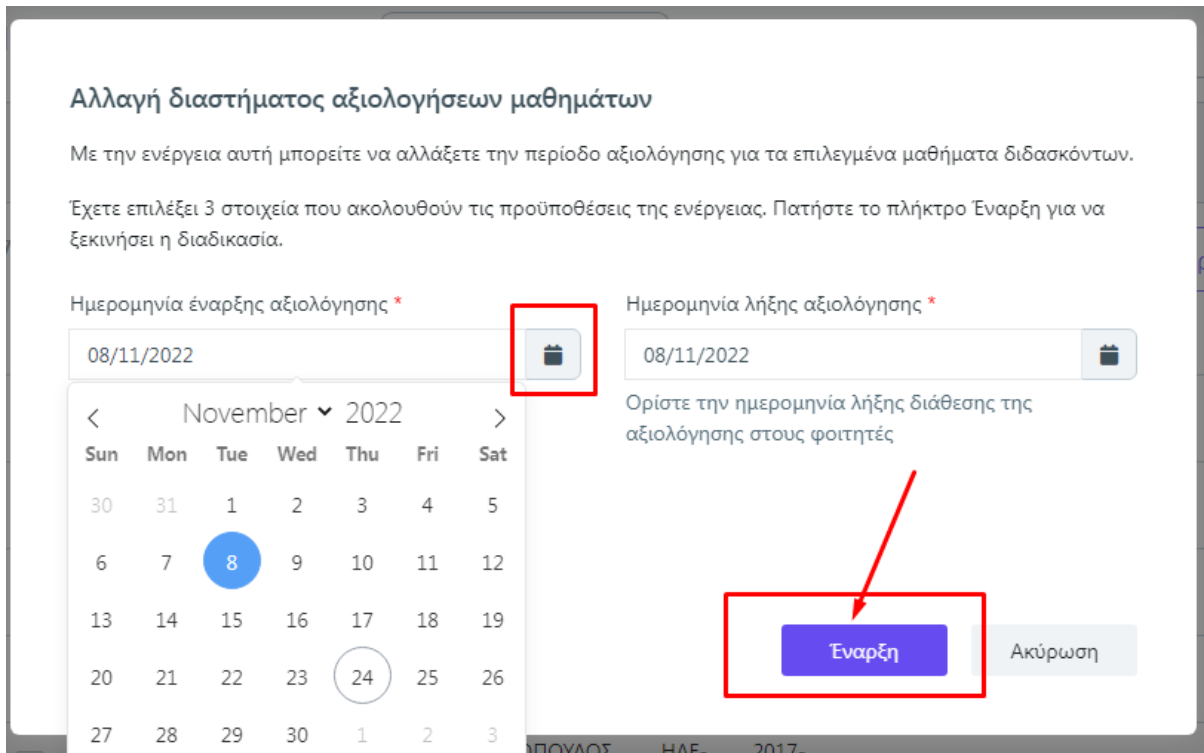 Αλλαγή διαστήματος αξιολογήσεων μαθημάτων
Με την ενέργεια αυτή μπορείτε να αλλάξετε την περίοδο αξιολόγησης για τα επιλεγμένα μαθήματα διδασκόντων.
Έχετε επιλέξει 3 στοιχεία που ακολουθούν τις προϋποθέσεις της ενέργειας. Πατήστε το πλήκτρο Έναρξη για να
ξεκινήσει η διαδικασία.
Ημερομηνία έναρξης αξιολόγησης *
08/11/2022
November 2022
Sun Mon Tue Wed Thu Fri Sat
30 31 1 2 3 4 5
6 7 8 9 10 11 12
13 14 15 16 17 18 19
20 21 22 23 24 25 26
27 28 29 30 1 2 3
Ημερομηνία λήξης αξιολόγησης *
08/11/2022
Ορίστε την ημερομηνία λήξης διάθεσης της
αξιολόγησης στους φοιτητές
Έναρξη Ακύρωση
2017-